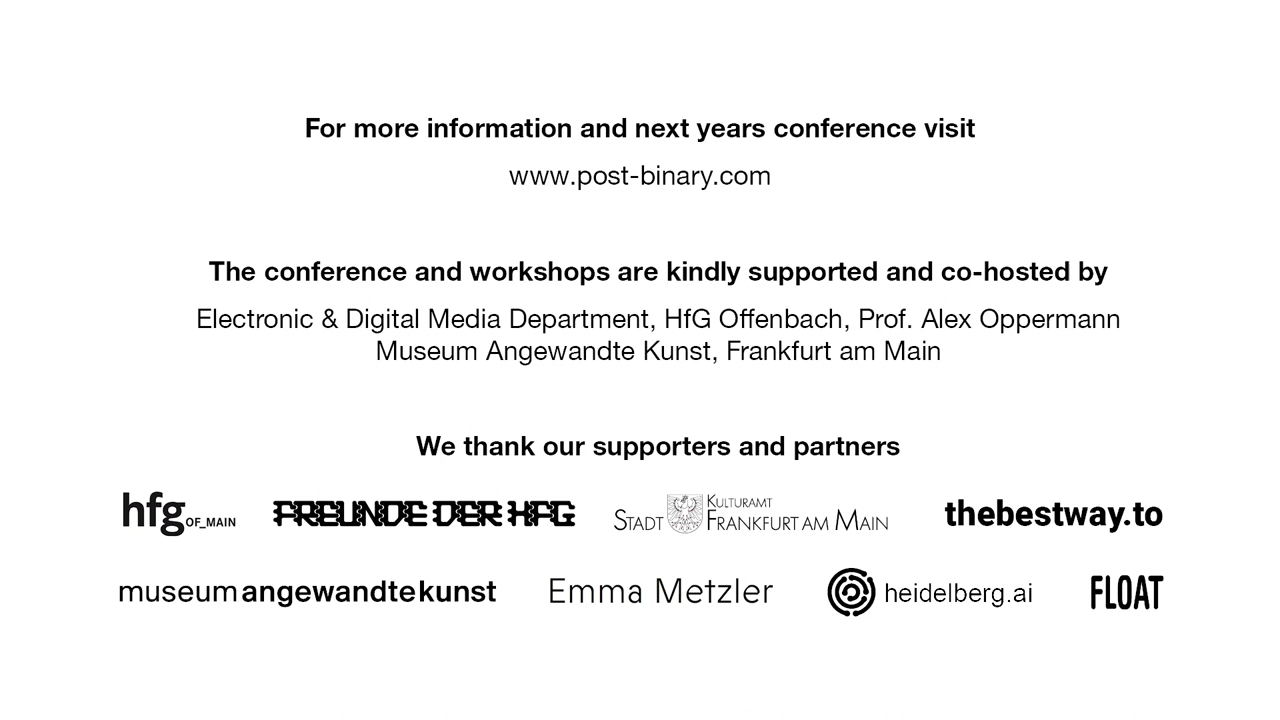 For more information and next years conference visit
www.post-binary.com
The conference and workshops are kindly supported and co-hosted by
Electronic & Digital Media Department, HfG Offenbach, Prof. Alex Oppermann
Museum Angewandte Kunst, Frankfurt am Main
We thank our supporters and partners
hfg OF_MAIN
FREUNDE DER HFG
KULTURAMT
STADT FRANKFURT AM MAIN
thebestway.to
museumangewandtekunst
Emma Metzler
heidelberg.ai
FLOAT